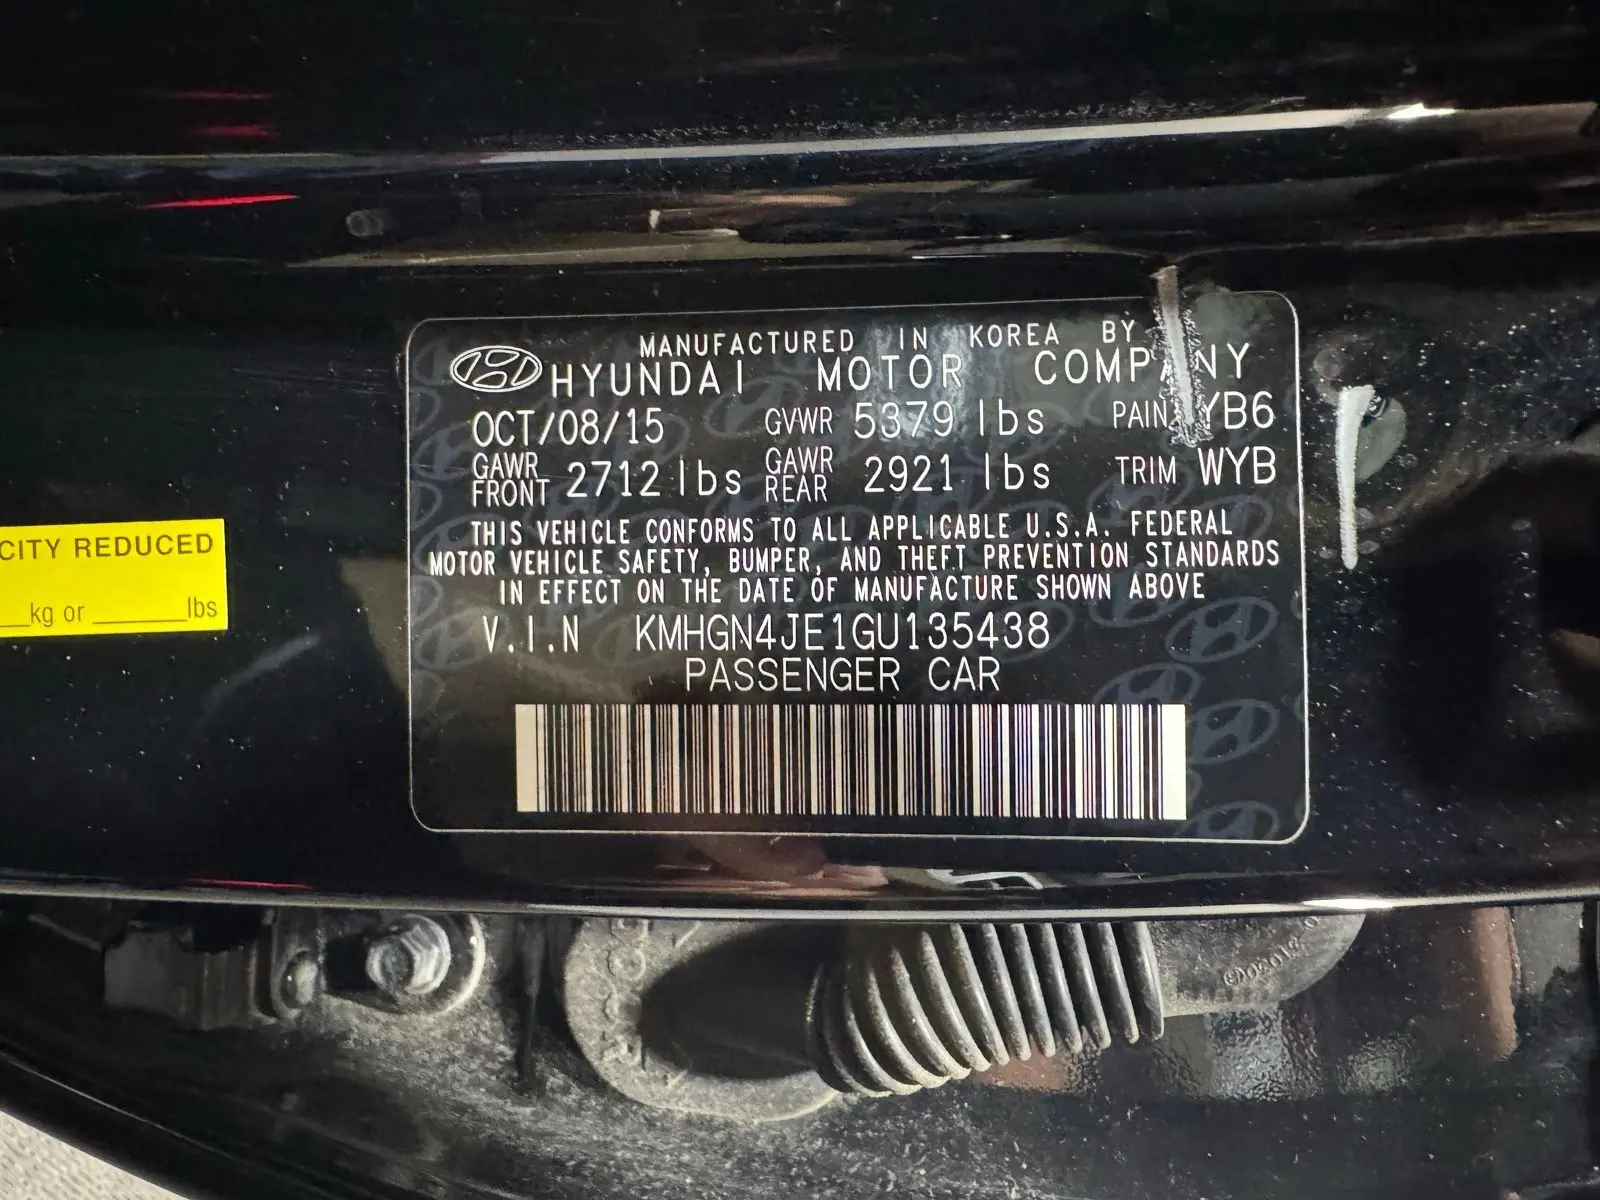 MANUFACTURED IN KOREA BY
HYUNDAI MOTOR COMPANY
OCT/08/15 GVWR 5379 lbs PAINT YB6
GAWR FRONT 2712 lbs GAWR REAR 2921 lbs TRIM WYB
THIS VEHICLE CONFORMS TO ALL APPLICABLE U.S.A. FEDERAL
MOTOR VEHICLE SAFETY, BUMPER, AND THEFT PREVENTION STANDARDS
IN EFFECT ON THE DATE OF MANUFACTURE SHOWN ABOVE
V.I.N KMHGN4JE1GU135438
PASSENGER CAR
CITY REDUCED
kg or lbs